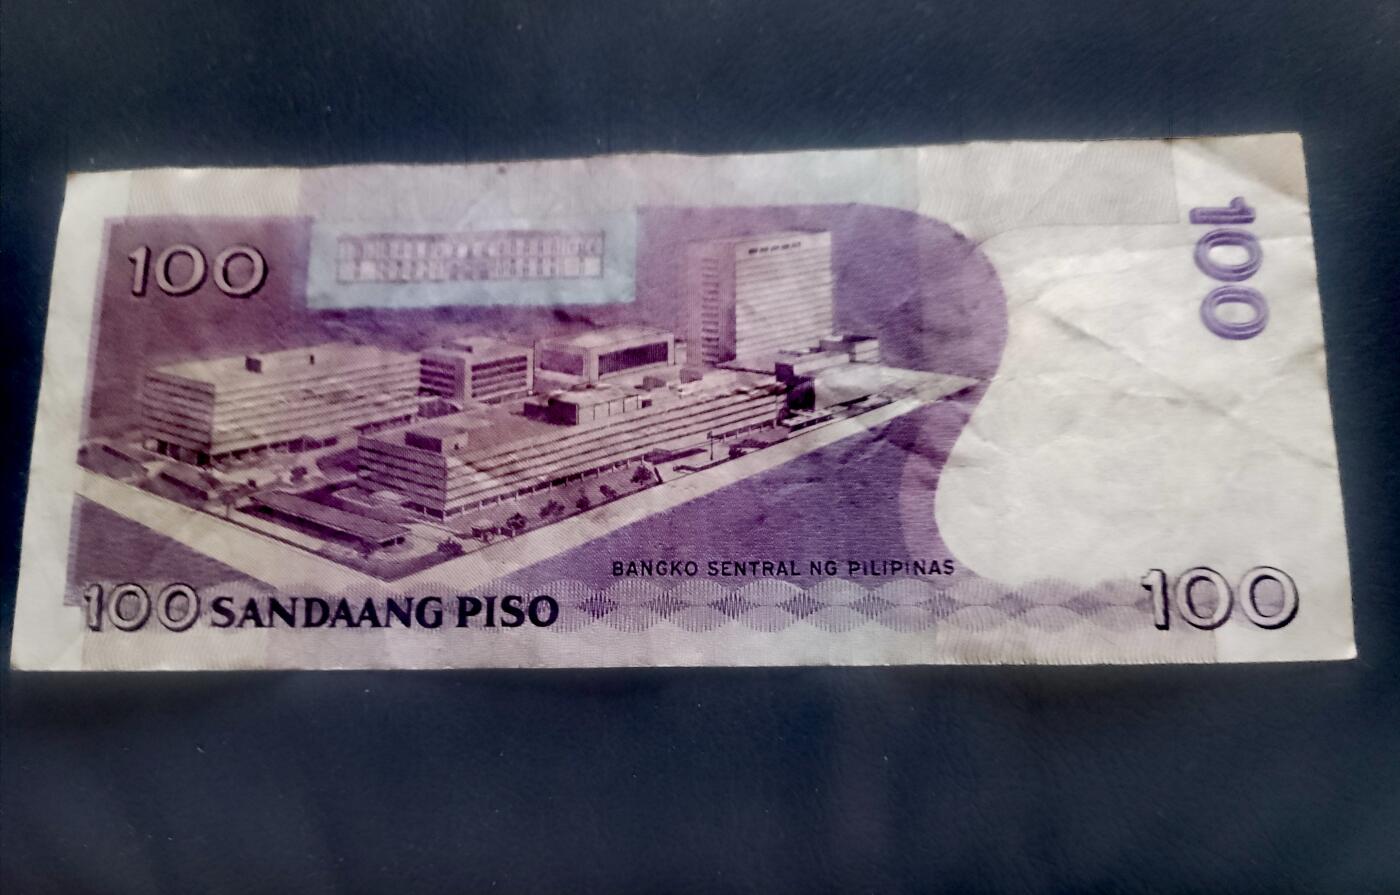 100
100
BANGKO SENTRAL NG PILIPINAS
100 SANDAANG PISO
100